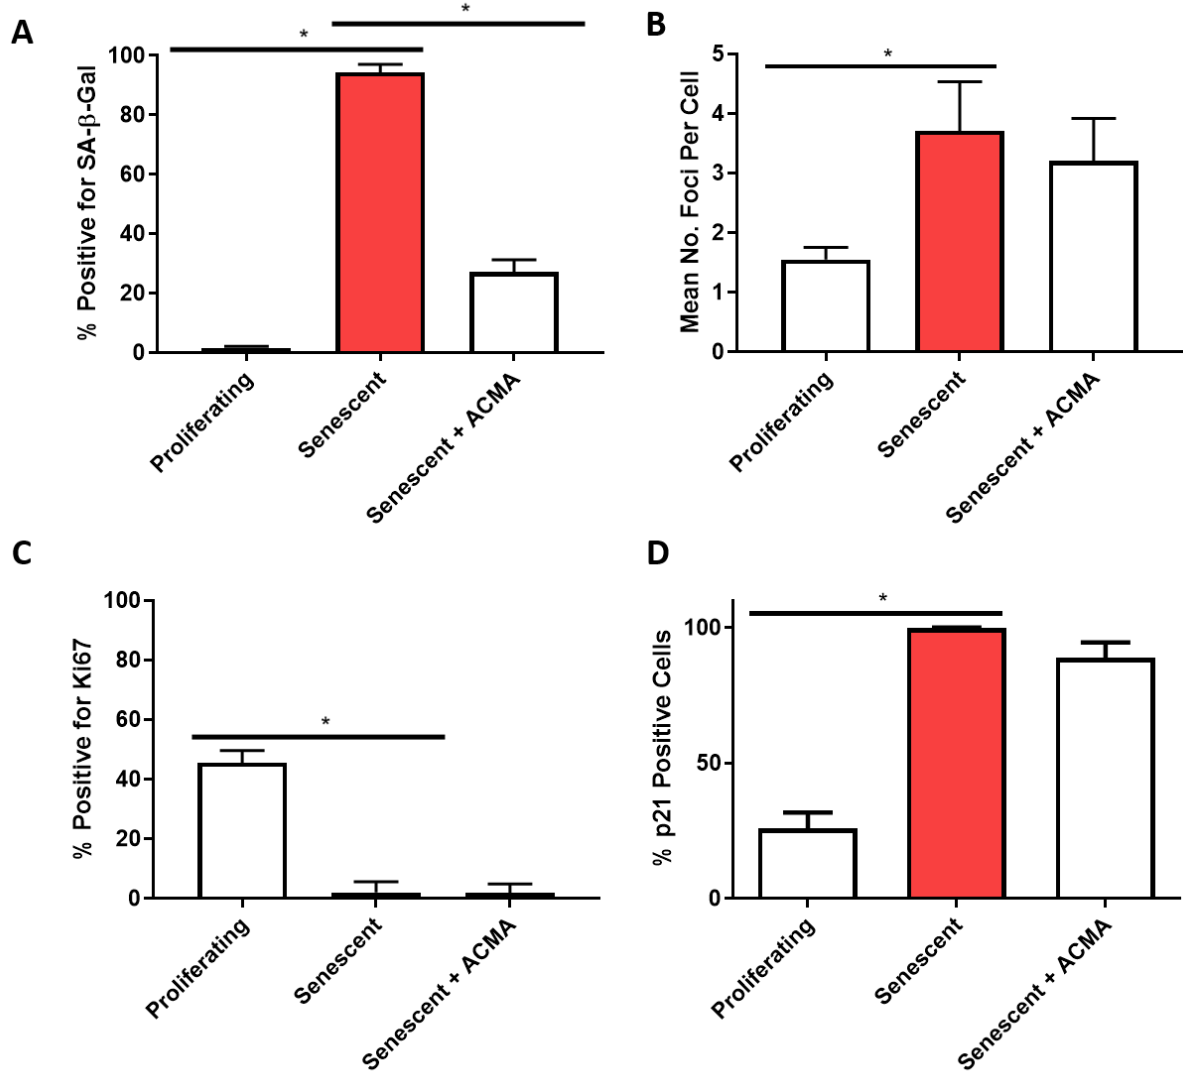 A
*
*
% Positive for SA-β-Gal
100
80
60
40
20
0
Proliferating
Senescent
Senescent + ACMA
B
*
Mean No. Foci Per Cell
5
4
3
2
1
0
Proliferating
Senescent
Senescent + ACMA
C
*
% Positive for Ki67
100
80
60
40
20
0
Proliferating
Senescent
Senescent + ACMA
D
*
% p21 Positive Cells
100
50
0
Proliferating
Senescent
Senescent + ACMA